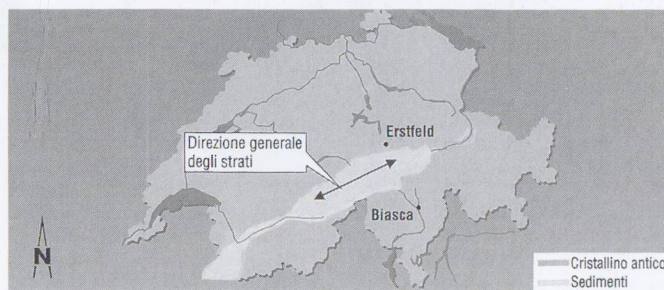 Erstfeld
Direzione generale
degli strati
Biasca
N
Cristallino antico
Sedimenti